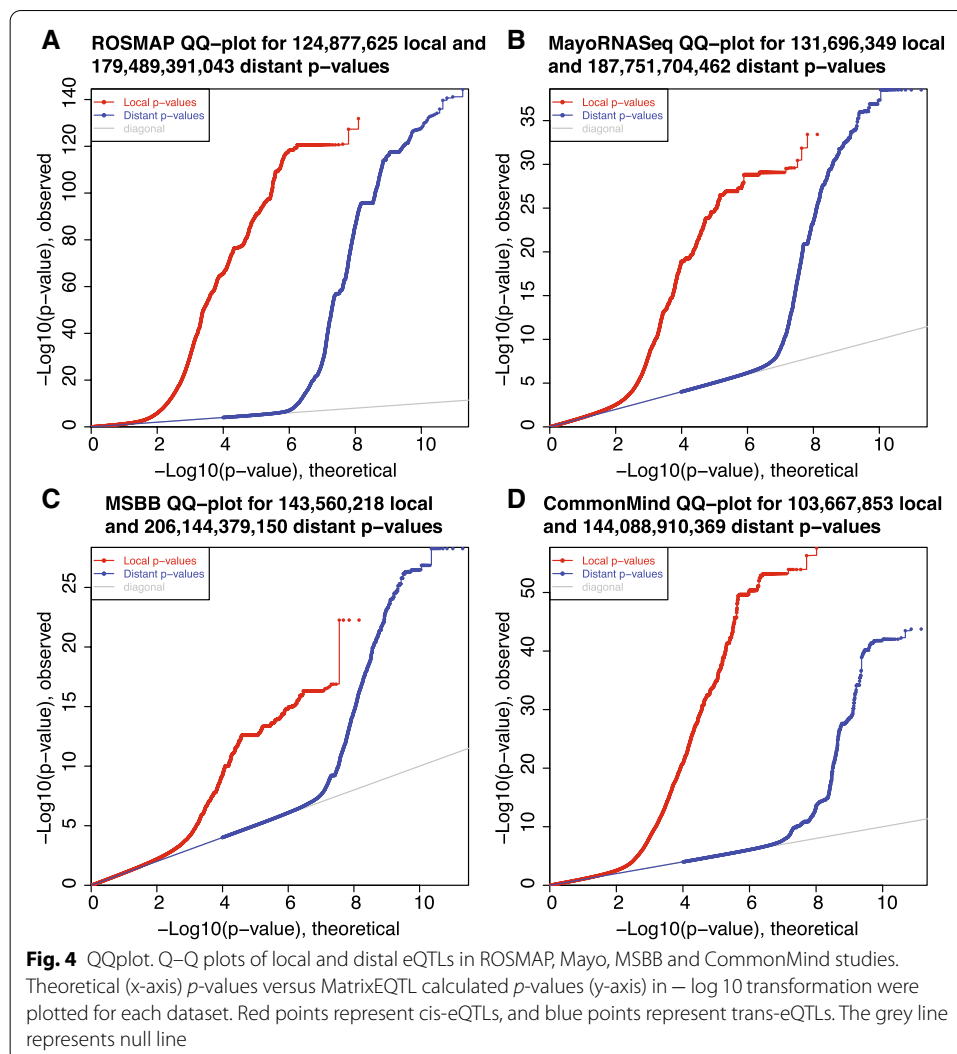 A
ROSMAP QQ−plot for 124,877,625 local and
179,489,391,043 distant p−values
Local p−values
Distant p−values
diagonal
−Log10(p−value), observed
0 20 40 60 80 100 120 140
0 2 4 6 8 10
−Log10(p−value), theoretical
B
MayoRNASeq QQ−plot for 131,696,349 local
and 187,751,704,462 distant p−values
Local p−values
Distant p−values
diagonal
−Log10(p−value), observed
0 5 10 15 20 25 30 35
0 2 4 6 8 10
−Log10(p−value), theoretical
C
MSBB QQ−plot for 143,560,218 local
and 206,144,379,150 distant p−values
Local p−values
Distant p−values
diagonal
−Log10(p−value), observed
0 5 10 15 20 25
0 2 4 6 8 10
−Log10(p−value), theoretical
D
CommonMind QQ−plot for 103,667,853 local
and 144,088,910,369 distant p−values
Local p−values
Distant p−values
diagonal
−Log10(p−value), observed
0 10 20 30 40 50
0 2 4 6 8 10
−Log10(p−value), theoretical
Fig. 4 QQplot. Q–Q plots of local and distal eQTLs in ROSMAP, Mayo, MSBB and CommonMind studies.
Theoretical (x-axis) p-values versus MatrixEQTL calculated p-values (y-axis) in − log 10 transformation were
plotted for each dataset. Red points represent cis-eQTLs, and blue points represent trans-eQTLs. The grey line
represents null line